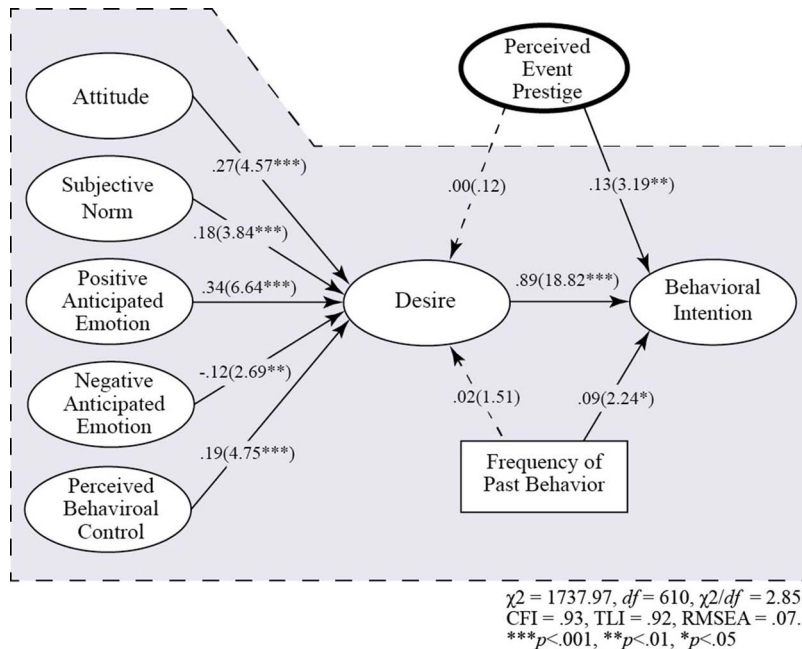 Perceived
Event
Prestige
Attitude
.27(4.57***)
Subjective
Norm
.00(.12)
.13(3.19**)
.18(3.84***)
Positive
Anticipated
Emotion
.34(6.64***)
Desire
.89(18.82***)
Behavioral
Intention
Negative
Anticipated
Emotion
-.12(2.69**)
.02(1.51)
.09(2.24*)
.19(4.75***)
Perceived
Behaviroal
Control
Frequency of
Past Behavior
χ2 = 1737.97, df = 610, χ2/df = 2.85
CFI = .93, TLI = .92, RMSEA = .07.
***p<.001, **p<.01, *p<.05